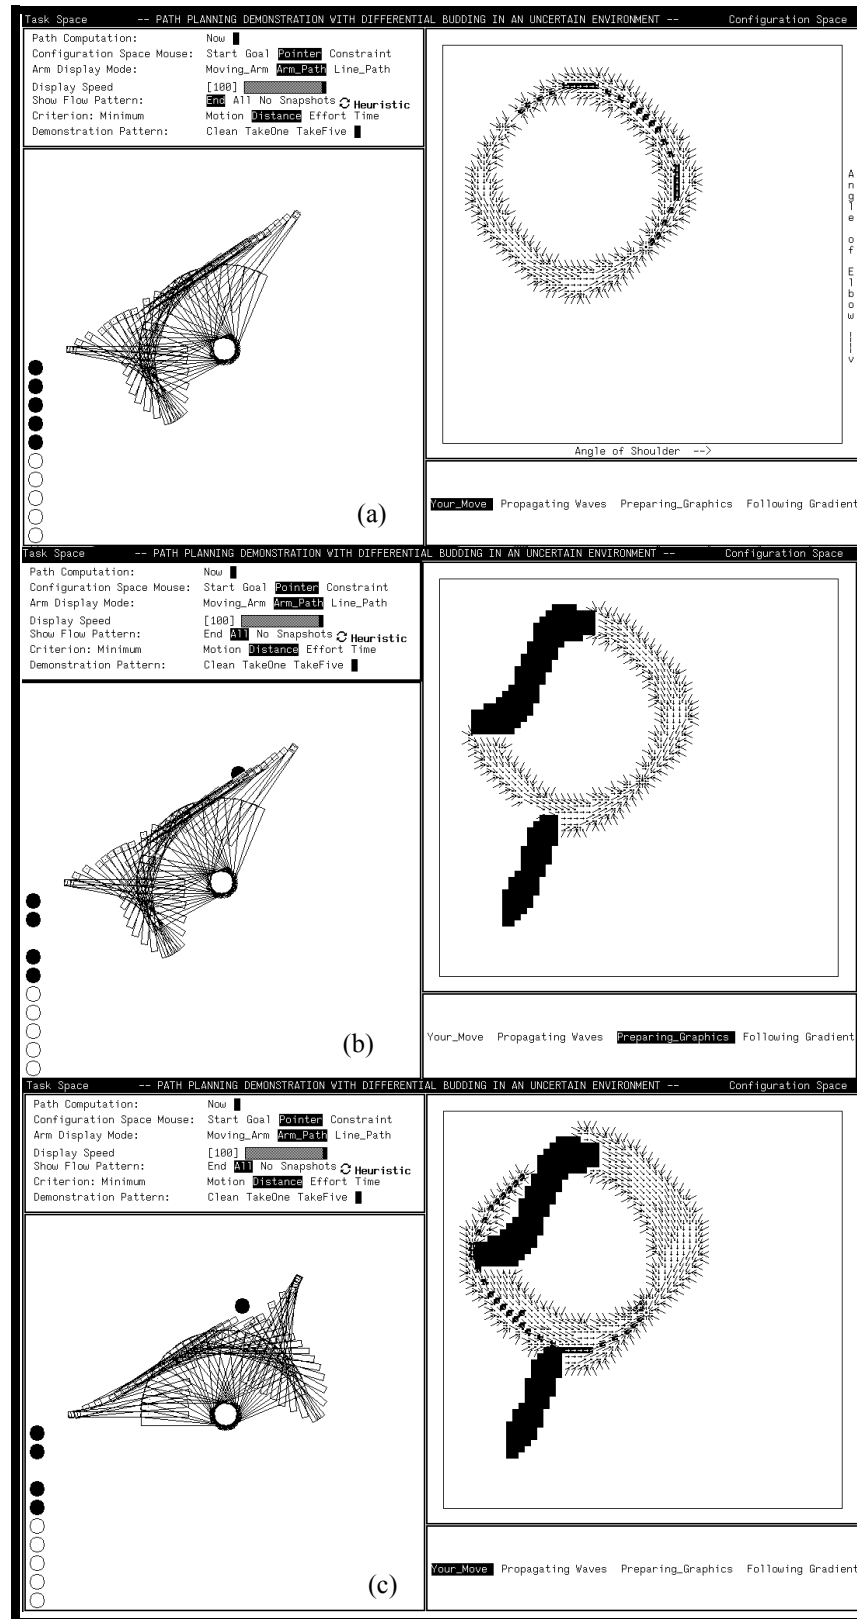 Task Space -- PATH PLANNING DEMONSTRATION WITH DIFFERENTIAL BUDDING IN AN UNCERTAIN ENVIRONMENT -- Configuration Space
Path Computation: Now
Configuration Space Mouse: Start Goal Pointer Constraint
Arm Display Mode: Moving_Arm Arm_Path Line_Path
Display Speed [100]
Show Flow Pattern: End All No Snapshots Heuristic
Criterion: Minimum Motion Distance Effort Time
Demonstration Pattern: Clean TakeOne TakeFive
Angle of Elbow ---->
Angle of Shoulder -->
(a)
Your_Move Propagating Waves Preparing_Graphics Following Gradient
Task Space -- PATH PLANNING DEMONSTRATION WITH DIFFERENTIAL BUDDING IN AN UNCERTAIN ENVIRONMENT -- Configuration Space
Path Computation: Now
Configuration Space Mouse: Start Goal Pointer Constraint
Arm Display Mode: Moving_Arm Arm_Path Line_Path
Display Speed [100]
Show Flow Pattern: End All No Snapshots Heuristic
Criterion: Minimum Motion Distance Effort Time
Demonstration Pattern: Clean TakeOne TakeFive
(b)
Your_Move Propagating Waves Preparing_Graphics Following Gradient
Task Space -- PATH PLANNING DEMONSTRATION WITH DIFFERENTIAL BUDDING IN AN UNCERTAIN ENVIRONMENT -- Configuration Space
Path Computation: Now
Configuration Space Mouse: Start Goal Pointer Constraint
Arm Display Mode: Moving_Arm Arm_Path Line_Path
Display Speed [100]
Show Flow Pattern: End All No Snapshots Heuristic
Criterion: Minimum Motion Distance Effort Time
Demonstration Pattern: Clean TakeOne TakeFive
(c)
Your_Move Propagating Waves Preparing_Graphics Following Gradient